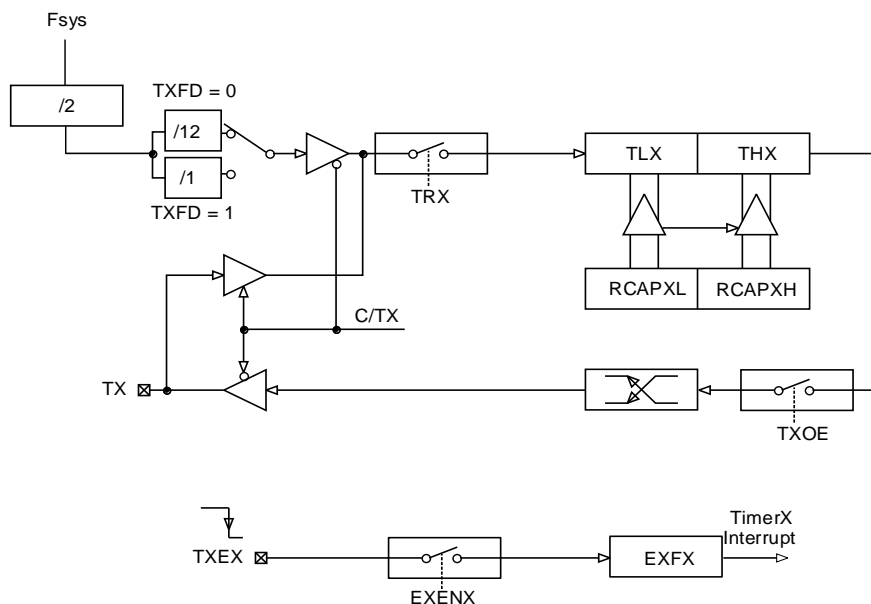 Fsys
/2
TXFD = 0
/12
/1
TXFD = 1
TRX
TLX
THX
RCAPXL
RCAPXH
C/TX
TX
TXOE
TXEX
EXENX
EXFX
TimerX
Interrupt